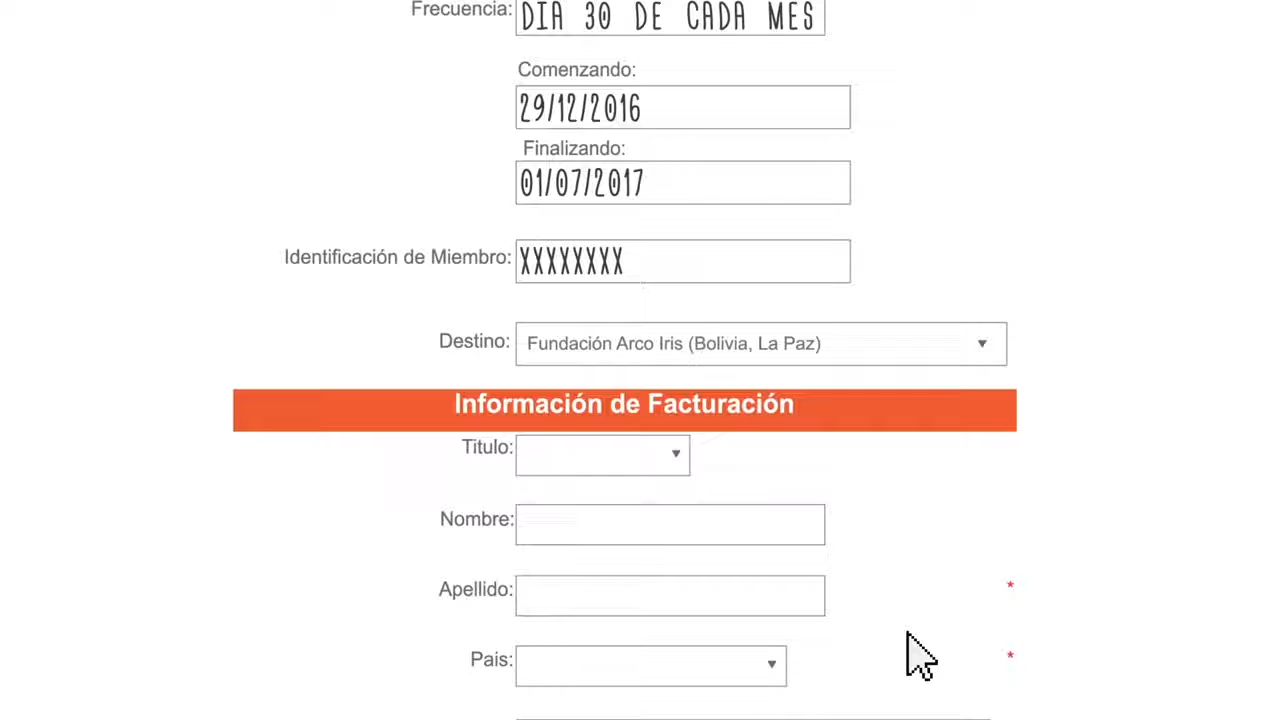 Frecuencia: DIA 30 DE CADA MES
Comenzando:
29/12/2016
Finalizando:
01/07/2017
Identificación de Miembro: XXXXXXXX
Destino: Fundación Arco Iris (Bolivia, La Paz)
Información de Facturación
Titulo:
Nombre:
Apellido: *
Pais: *